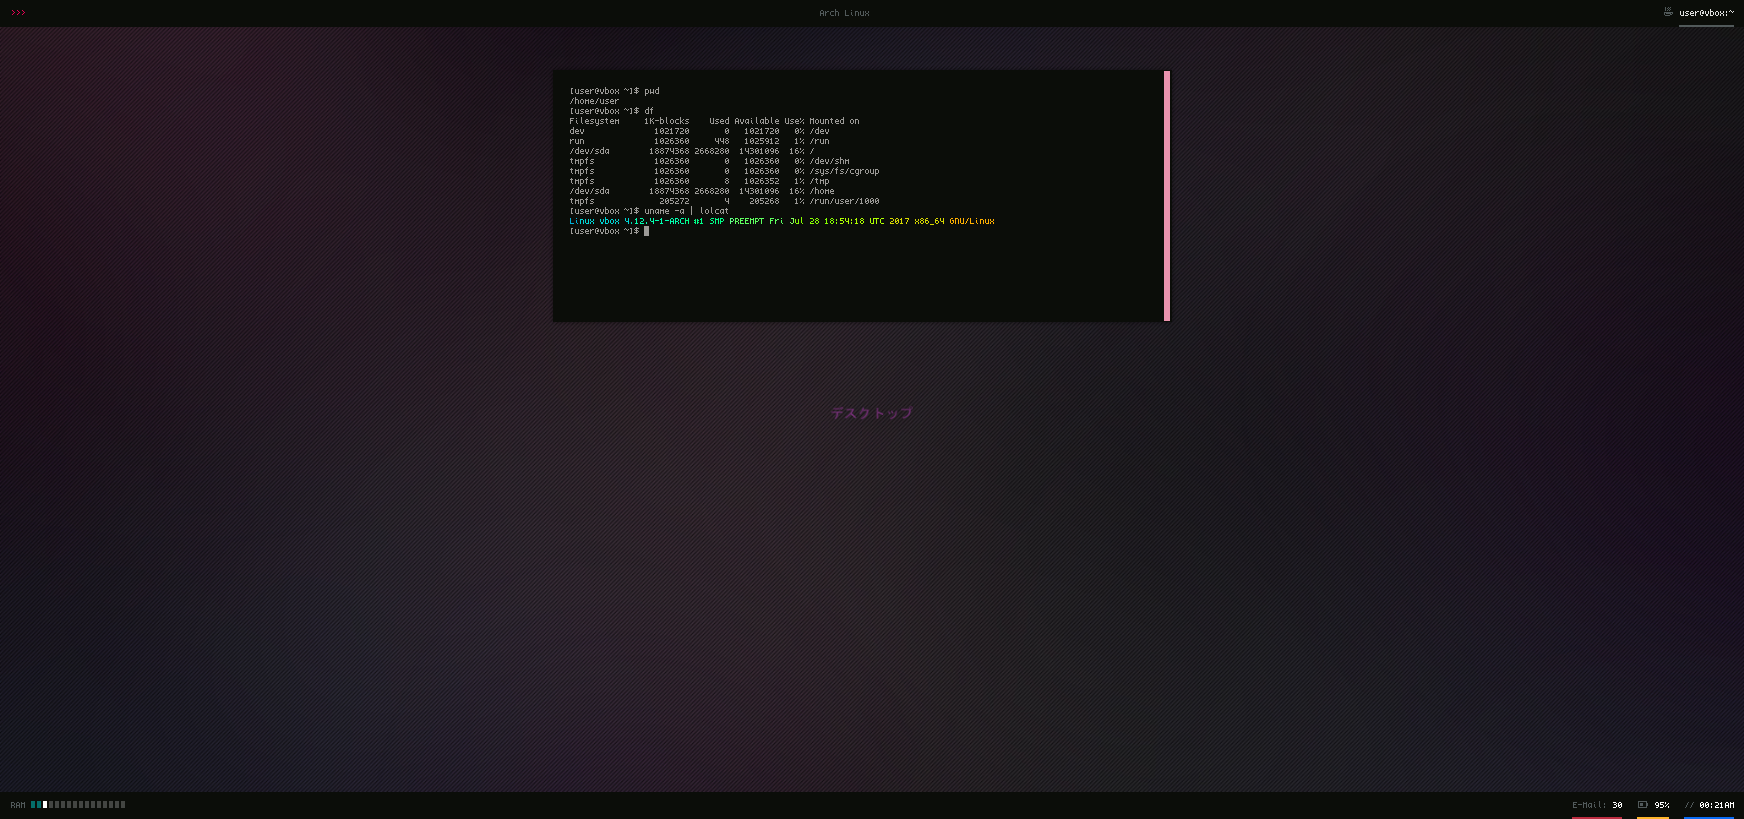 >>>
Arch Linux
user@vbox:~
[user@vbox ~]$ pwd
/home/user
[user@vbox ~]$ df
Filesystem     1K-blocks    Used Available Use% Mounted on
dev              1021720       0   1021720   0% /dev
run              1026360     448   1025912   1% /run
/dev/sda        18874368 2668280  14301096  16% /
tmpfs            1026360       0   1026360   0% /dev/shm
tmpfs            1026360       0   1026360   0% /sys/fs/cgroup
tmpfs            1026360       8   1026352   1% /tmp
/dev/sda        18874368 2668280  14301096  16% /home
tmpfs             205272       4    205268   1% /run/user/1000
[user@vbox ~]$ uname -a | lolcat
Linux vbox 4.12.4-1-ARCH #1 SMP PREEMPT Fri Jul 28 18:54:18 UTC 2017 x86_64 GNU/Linux
[user@vbox ~]$
デスクトップ
RAM
E-Mail: 30
95%
// 00:21AM